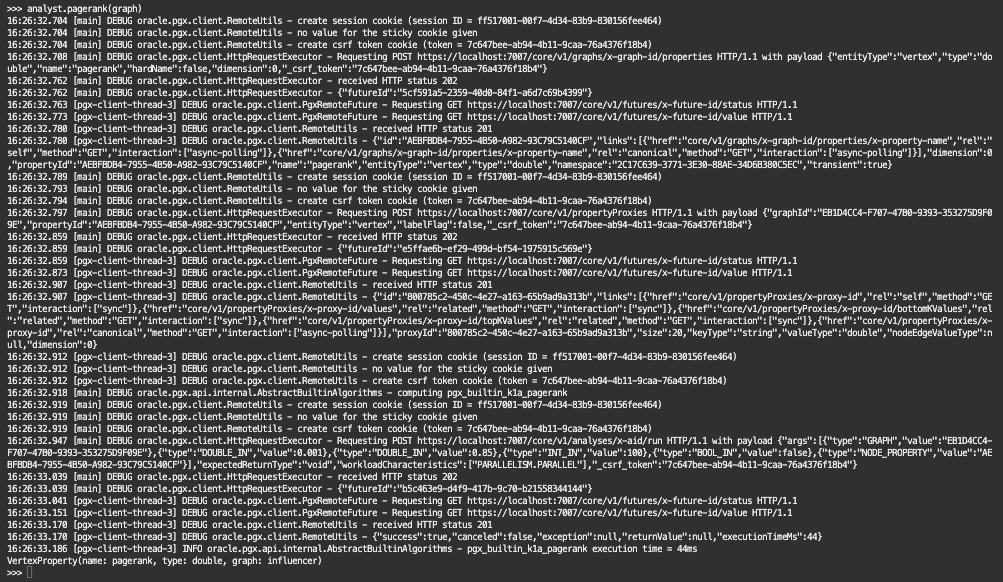 >>> analyst.pagerank(graph)
16:26:32.704 [main] DEBUG oracle.pgx.client.RemoteUtils - create session cookie (session ID = ff517001-00f7-4d34-83b9-830156fee464)
16:26:32.704 [main] DEBUG oracle.pgx.client.RemoteUtils - no value for the sticky cookie given
16:26:32.704 [main] DEBUG oracle.pgx.client.RemoteUtils - create csrf token cookie (token = 7c647bee-ab94-4b11-9caa-76a4376f18b4)
16:26:32.708 [main] DEBUG oracle.pgx.client.HttpRequestExecutor - Requesting POST https://localhost:7007/core/v1/graphs/x-graph-id/properties HTTP/1.1 with payload {"entityType":"vertex","type":"do
uble","name":"pagerank","hardName":false,"dimension":0,"_csrf_token":"7c647bee-ab94-4b11-9caa-76a4376f18b4"}
16:26:32.762 [main] DEBUG oracle.pgx.client.HttpRequestExecutor - received HTTP status 202
16:26:32.762 [main] DEBUG oracle.pgx.client.HttpRequestExecutor - {"futureId":"5cf591a5-2359-40d0-84f1-a6d7c69b4399"}
16:26:32.763 [pgx-client-thread-3] DEBUG oracle.pgx.client.PgxRemoteFuture - Requesting GET https://localhost:7007/core/v1/futures/x-future-id/status HTTP/1.1
16:26:32.773 [pgx-client-thread-3] DEBUG oracle.pgx.client.PgxRemoteFuture - Requesting GET https://localhost:7007/core/v1/futures/x-future-id/value HTTP/1.1
16:26:32.780 [pgx-client-thread-3] DEBUG oracle.pgx.client.RemoteUtils - received HTTP status 201
16:26:32.780 [pgx-client-thread-3] DEBUG oracle.pgx.client.RemoteUtils - {"id":"AEBFBDB4-7955-4B50-A982-93C79C5140CF","links":[{"href":"core/v1/graphs/x-graph-id/properties/x-property-name","rel":"
self","method":"GET","interaction":["async-polling"]},{"href":"core/v1/graphs/x-graph-id/properties/x-property-name","rel":"canonical","method":"GET","interaction":["async-polling"]}],"dimension":0
,"propertyId":"AEBFBDB4-7955-4B50-A982-93C79C5140CF","name":"pagerank","entityType":"vertex","type":"double","namespace":"2C17C639-3771-3E30-88AE-34D6B380C5EC","transient":true}
16:26:32.789 [main] DEBUG oracle.pgx.client.RemoteUtils - create session cookie (session ID = ff517001-00f7-4d34-83b9-830156fee464)
16:26:32.793 [main] DEBUG oracle.pgx.client.RemoteUtils - no value for the sticky cookie given
16:26:32.794 [main] DEBUG oracle.pgx.client.RemoteUtils - create csrf token cookie (token = 7c647bee-ab94-4b11-9caa-76a4376f18b4)
16:26:32.797 [main] DEBUG oracle.pgx.client.HttpRequestExecutor - Requesting POST https://localhost:7007/core/v1/propertyProxies HTTP/1.1 with payload {"graphId":"EB1D4CC4-F707-47B0-9393-353275D9F0
9E","propertyId":"AEBFBDB4-7955-4B50-A982-93C79C5140CF","entityType":"vertex","labelFlag":false,"_csrf_token":"7c647bee-ab94-4b11-9caa-76a4376f18b4"}
16:26:32.859 [main] DEBUG oracle.pgx.client.HttpRequestExecutor - received HTTP status 202
16:26:32.859 [main] DEBUG oracle.pgx.client.HttpRequestExecutor - {"futureId":"e5ffae6b-ef29-499d-bf54-1975915c569e"}
16:26:32.859 [pgx-client-thread-3] DEBUG oracle.pgx.client.PgxRemoteFuture - Requesting GET https://localhost:7007/core/v1/futures/x-future-id/status HTTP/1.1
16:26:32.873 [pgx-client-thread-3] DEBUG oracle.pgx.client.PgxRemoteFuture - Requesting GET https://localhost:7007/core/v1/futures/x-future-id/value HTTP/1.1
16:26:32.907 [pgx-client-thread-3] DEBUG oracle.pgx.client.RemoteUtils - received HTTP status 201
16:26:32.907 [pgx-client-thread-3] DEBUG oracle.pgx.client.RemoteUtils - {"id":"800785c2-450c-4e27-a163-65b9ad9a313b","links":[{"href":"core/v1/propertyProxies/x-proxy-id","rel":"self","method":"GE
T","interaction":["sync"]},{"href":"core/v1/propertyProxies/x-proxy-id/values","rel":"related","method":"GET","interaction":["sync"]},{"href":"core/v1/propertyProxies/x-proxy-id/bottomKValues","rel
":"related","method":"GET","interaction":["sync"]},{"href":"core/v1/propertyProxies/x-proxy-id/topKValues","rel":"related","method":"GET","interaction":["sync"]},{"href":"core/v1/propertyProxies/x-
proxy-id","rel":"canonical","method":"GET","interaction":["async-polling"]}],"proxyId":"800785c2-450c-4e27-a163-65b9ad9a313b","size":20,"keyType":"string","valueType":"double","nodeEdgeValueType":n
ull,"dimension":0}
16:26:32.912 [main] DEBUG oracle.pgx.client.RemoteUtils - create session cookie (session ID = ff517001-00f7-4d34-83b9-830156fee464)
16:26:32.912 [main] DEBUG oracle.pgx.client.RemoteUtils - no value for the sticky cookie given
16:26:32.912 [main] DEBUG oracle.pgx.client.RemoteUtils - create csrf token cookie (token = 7c647bee-ab94-4b11-9caa-76a4376f18b4)
16:26:32.918 [main] DEBUG oracle.pgx.api.internal.AbstractBuiltinAlgorithms - computing pgx_builtin_k1a_pagerank
16:26:32.919 [main] DEBUG oracle.pgx.client.RemoteUtils - create session cookie (session ID = ff517001-00f7-4d34-83b9-830156fee464)
16:26:32.919 [main] DEBUG oracle.pgx.client.RemoteUtils - no value for the sticky cookie given
16:26:32.919 [main] DEBUG oracle.pgx.client.RemoteUtils - create csrf token cookie (token = 7c647bee-ab94-4b11-9caa-76a4376f18b4)
16:26:32.947 [main] DEBUG oracle.pgx.client.HttpRequestExecutor - Requesting POST https://localhost:7007/core/v1/analyses/x-aid/run HTTP/1.1 with payload {"args":[{"type":"GRAPH","value":"EB1D4CC4-
F707-47B0-9393-353275D9F09E"},{"type":"DOUBLE_IN","value":0.001},{"type":"DOUBLE_IN","value":0.85},{"type":"INT_IN","value":100},{"type":"BOOL_IN","value":false},{"type":"NODE_PROPERTY","value":"AE
BFBDB4-7955-4B50-A982-93C79C5140CF"}],"expectedReturnType":"void","workloadCharacteristics":["PARALLELISM.PARALLEL"],"_csrf_token":"7c647bee-ab94-4b11-9caa-76a4376f18b4"}
16:26:33.039 [main] DEBUG oracle.pgx.client.HttpRequestExecutor - received HTTP status 202
16:26:33.039 [main] DEBUG oracle.pgx.client.HttpRequestExecutor - {"futureId":"b5c463e9-d4f9-417b-9c70-b21558344144"}
16:26:33.041 [pgx-client-thread-3] DEBUG oracle.pgx.client.PgxRemoteFuture - Requesting GET https://localhost:7007/core/v1/futures/x-future-id/status HTTP/1.1
16:26:33.151 [pgx-client-thread-3] DEBUG oracle.pgx.client.PgxRemoteFuture - Requesting GET https://localhost:7007/core/v1/futures/x-future-id/value HTTP/1.1
16:26:33.170 [pgx-client-thread-3] DEBUG oracle.pgx.client.RemoteUtils - received HTTP status 201
16:26:33.170 [pgx-client-thread-3] DEBUG oracle.pgx.client.RemoteUtils - {"success":true,"canceled":false,"exception":null,"returnValue":null,"executionTimeMs":44}
16:26:33.186 [pgx-client-thread-3] INFO oracle.pgx.api.internal.AbstractBuiltinAlgorithms - pgx_builtin_k1a_pagerank execution time = 44ms
VertexProperty(name: pagerank, type: double, graph: influencer)
>>>